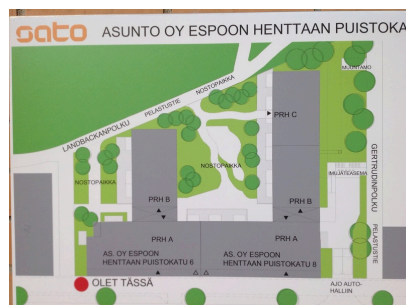 sato
ASUNTO OY ESPOON HENTTAAN PUISTOKA
MUUNTAMO
NOSTOPAIKKA
PELASTUSTIE
LANDBACKANPOLKU
PRH C
NOSTOPAIKKA
NOSTOPAIKKA
GERTRUDINPOLKU
IMUJÄTEASEMA
PRH B
PRH B
PELASTUSTIE
PRH A
PRH A
AS. OY ESPOON
HENTTAAN PUISTOKATU 6
AS. OY ESPOON
HENTTAAN PUISTOKATU 8
OLET TÄSSÄ
AJO AUTO-
HALLIIN